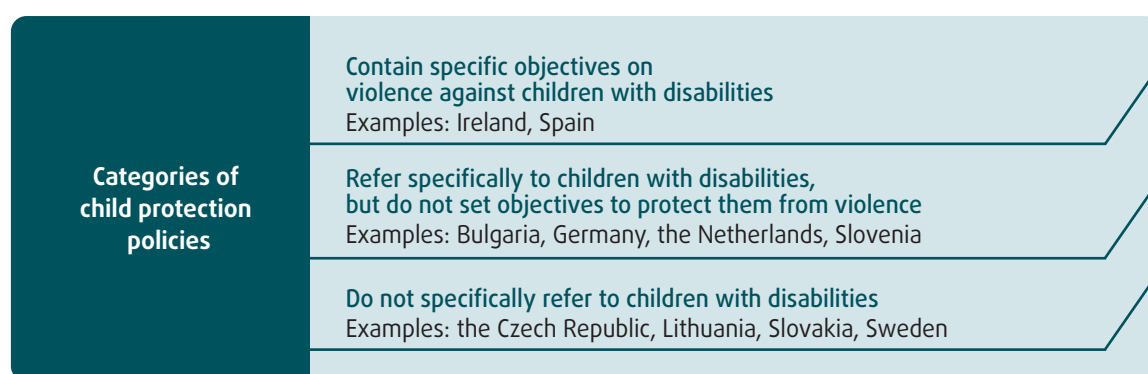 Categories of
child protection
policies
Contain specific objectives on
violence against children with disabilities
Examples: Ireland, Spain
Refer specifically to children with disabilities,
but do not set objectives to protect them from violence
Examples: Bulgaria, Germany, the Netherlands, Slovenia
Do not specifically refer to children with disabilities
Examples: the Czech Republic, Lithuania, Slovakia, Sweden